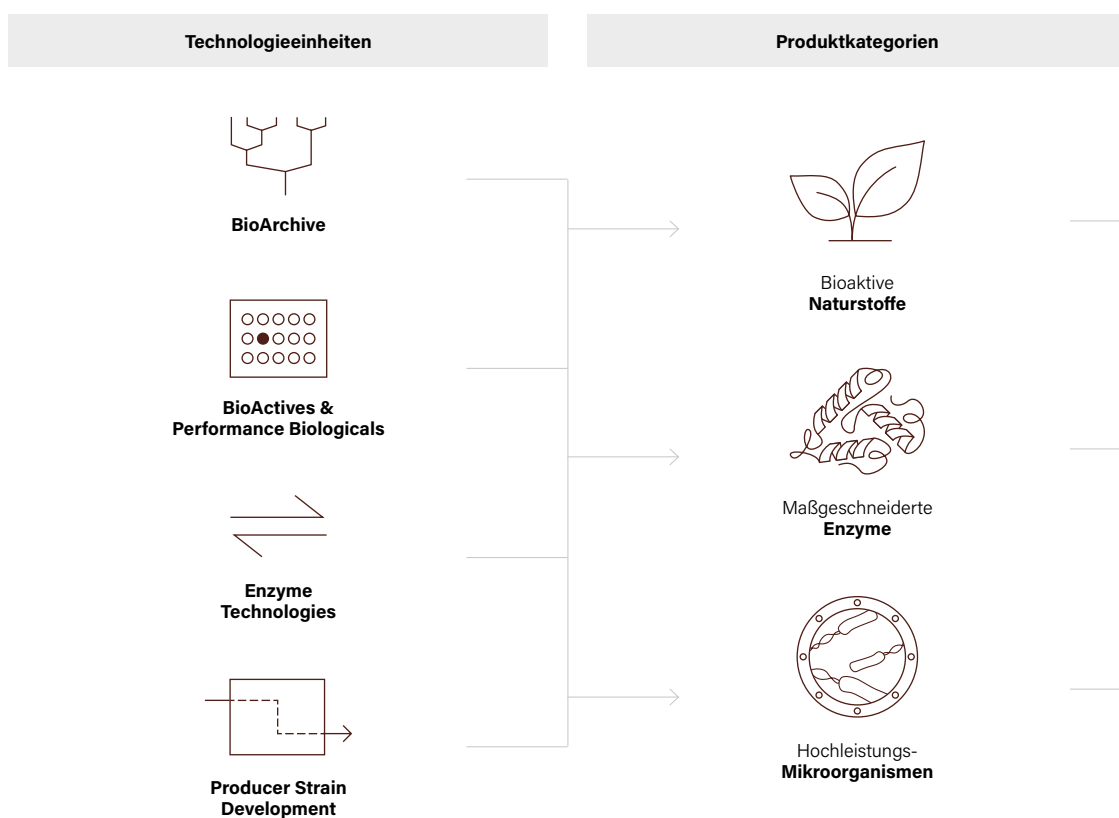 Technologieeinheiten
Produktkategorien
BioArchive
BioActives &
Performance Biologicals
Enzyme
Technologies
Producer Strain
Development
Bioaktive
Naturstoffe
Maßgeschneiderte
Enzyme
Hochleistungs-
Mikroorganismen